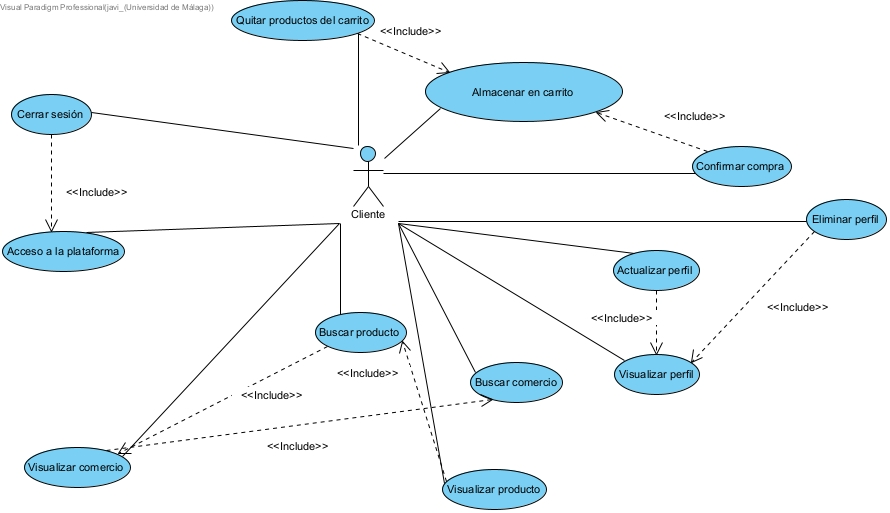 Visual Paradigm Professional(javi_(Universidad de Málaga))
Quitar productos del carrito
<<Include>>
Almacenar en carrito
Cerrar sesión
<<Include>>
Confirmar compra
<<Include>>
Cliente
Eliminar perfil
Acceso a la plataforma
Actualizar perfil
<<Include>>
<<Include>>
Buscar producto
<<Include>>
Visualizar perfil
Buscar comercio
<<Include>>
<<Include>>
Visualizar comercio
Visualizar producto